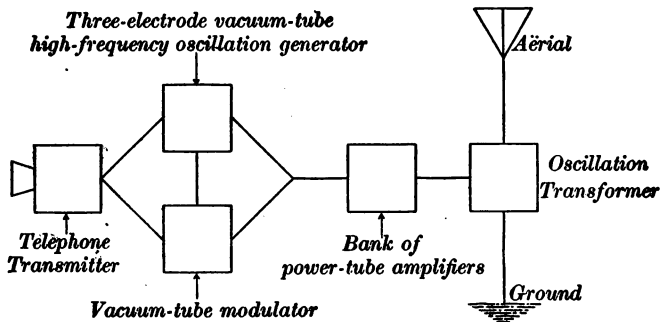 Three-electrode vacuum-tube
high-frequency oscillation generator
Aërial
Oscillation
Transformer
Telephone
Transmitter
Bank of
power-tube amplifiers
Vacuum-tube modulator
Ground